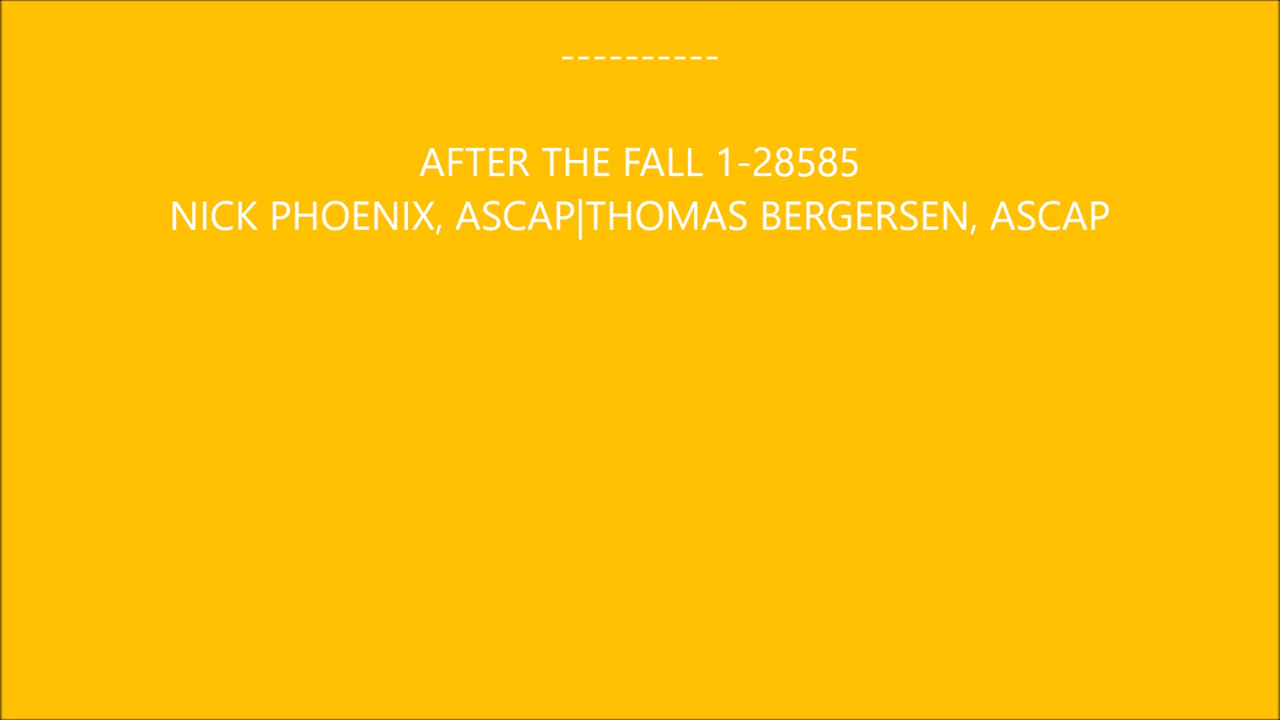 ----------
AFTER THE FALL 1-28585
NICK PHOENIX, ASCAP|THOMAS BERGERSEN, ASCAP